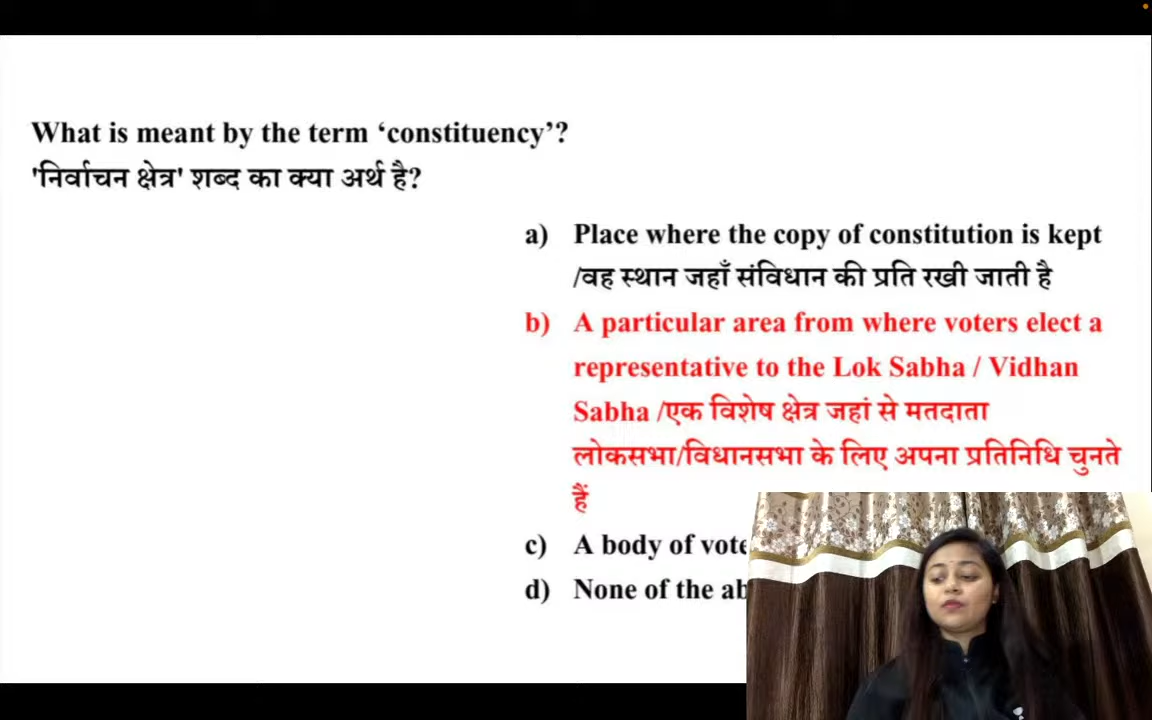 What is meant by the term ‘constituency’?
'निर्वाचन क्षेत्र' शब्द का क्या अर्थ है?
a) Place where the copy of constitution is kept
/वह स्थान जहाँ संविधान की प्रति रखी जाती है
b) A particular area from where voters elect a
representative to the Lok Sabha / Vidhan
Sabha /एक विशेष क्षेत्र जहां से मतदाता
लोकसभा/विधानसभा के लिए अपना प्रतिनिधि चुनते
हैं
c) A body of
d) None of the